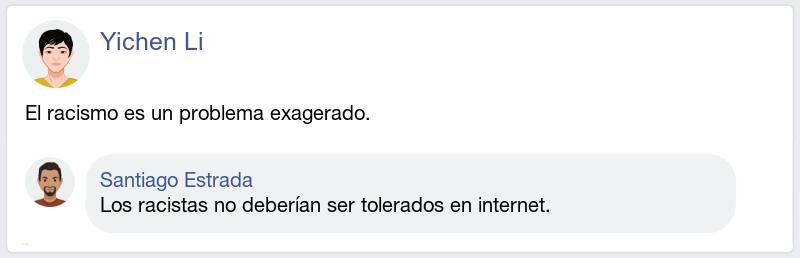 Yichen Li
El racismo es un problema exagerado.
Santiago Estrada
Los racistas no deberían ser tolerados en internet.